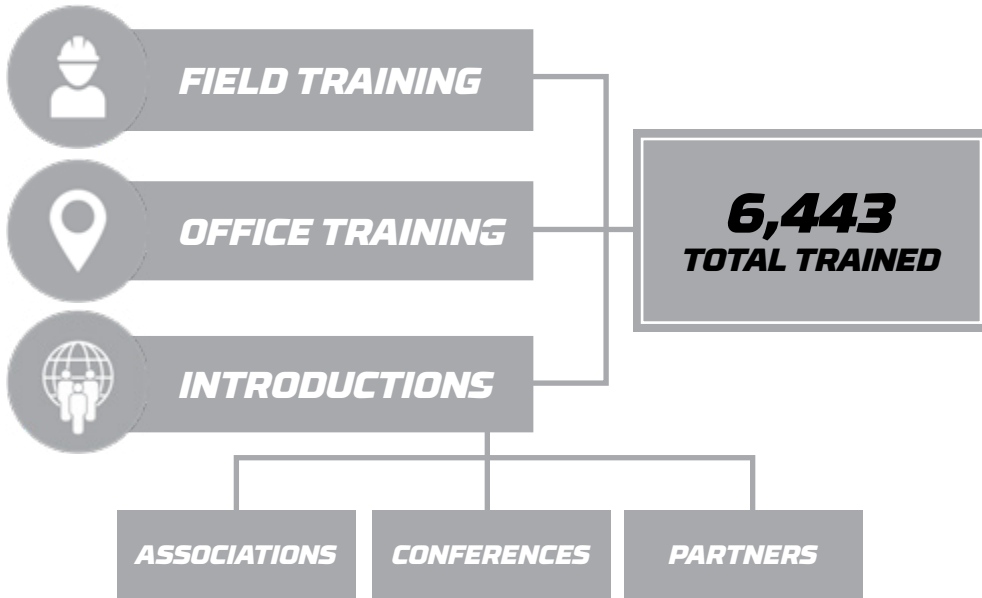 FIELD TRAINING
OFFICE TRAINING
6,443
TOTAL TRAINED
INTRODUCTIONS
ASSOCIATIONS
CONFERENCES
PARTNERS